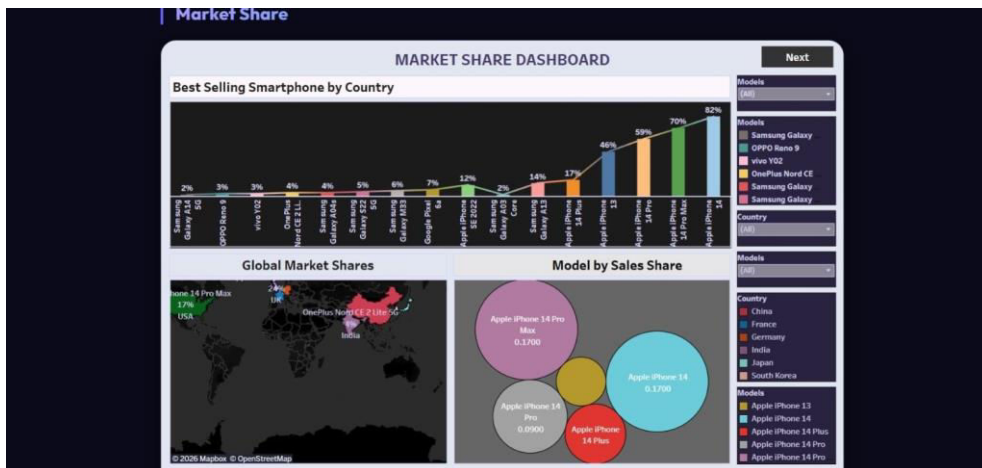 Market Share
MARKET SHARE DASHBOARD
Next
Best Selling Smartphone by Country
2%
3%
3%
4%
4%
5%
6%
7%
12%
2%
14%
17%
46%
59%
70%
82%
Samsung
Galaxy A14
5G
OPPO Reno 9
vivo Y02
OnePlus
Nord CE 2 Li..
Samsung
Galaxy A04s
Samsung
Galaxy S22
5G
Samsung
Galaxy M33
Google Pixel
6a
Apple iPhone
SE 2022
Samsung
Galaxy A03
Core
Samsung
Galaxy A13
Apple iPhone
14 Plus
Apple iPhone
13
Apple iPhone
14 Pro
Apple iPhone
14 Pro Max
Apple iPhone
14
Models
(All)
Models
Samsung Galaxy
OPPO Reno 9
vivo Y02
OnePlus Nord CE
Samsung Galaxy
Samsung Galaxy
Country
(All)
Models
(All)
Country
China
France
Germany
India
Japan
South Korea
Models
Apple iPhone 13
Apple iPhone 14
Apple iPhone 14 Plus
Apple iPhone 14 Pro
Apple iPhone 14 Pro
Global Market Shares
hone 14 Pro Max
17%
USA
24%
UK
OnePlus Nord CE 2 Lite 5G
India
© 2026 Mapbox © OpenStreetMap
Model by Sales Share
Apple iPhone 14 Pro
Max
0.1700
Apple iPhone 14
0.1700
Apple iPhone 14
Pro
0.0900
Apple iPhone
14 Plus